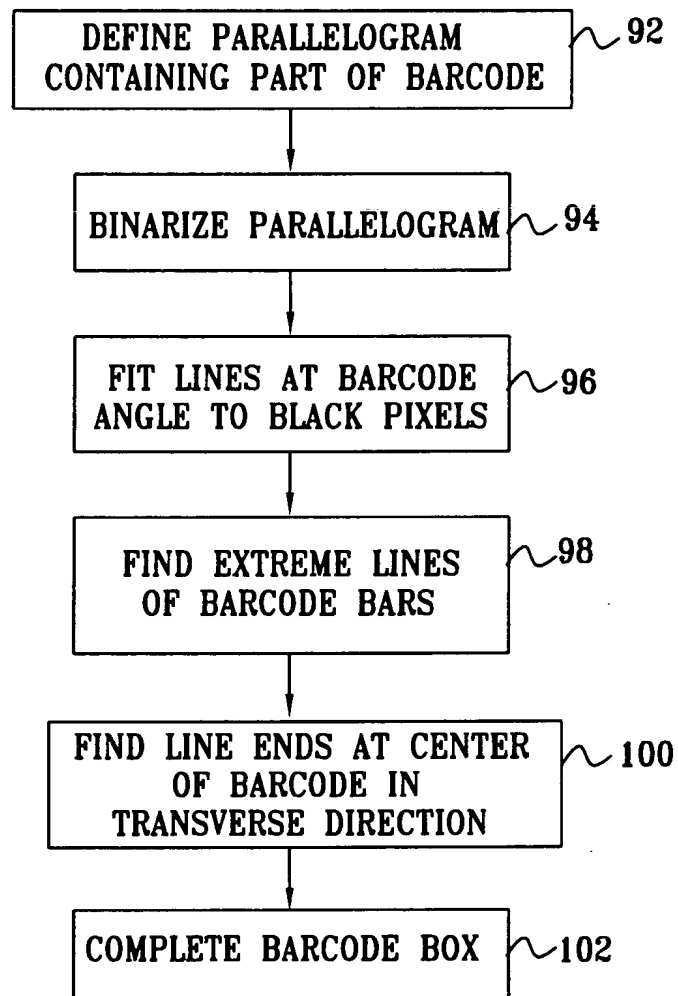 DEFINE PARALLELOGRAM
CONTAINING PART OF BARCODE
92
BINARIZE PARALLELOGRAM
94
FIT LINES AT BARCODE
ANGLE TO BLACK PIXELS
96
FIND EXTREME LINES
OF BARCODE BARS
98
FIND LINE ENDS AT CENTER
OF BARCODE IN
TRANSVERSE DIRECTION
100
COMPLETE BARCODE BOX
102